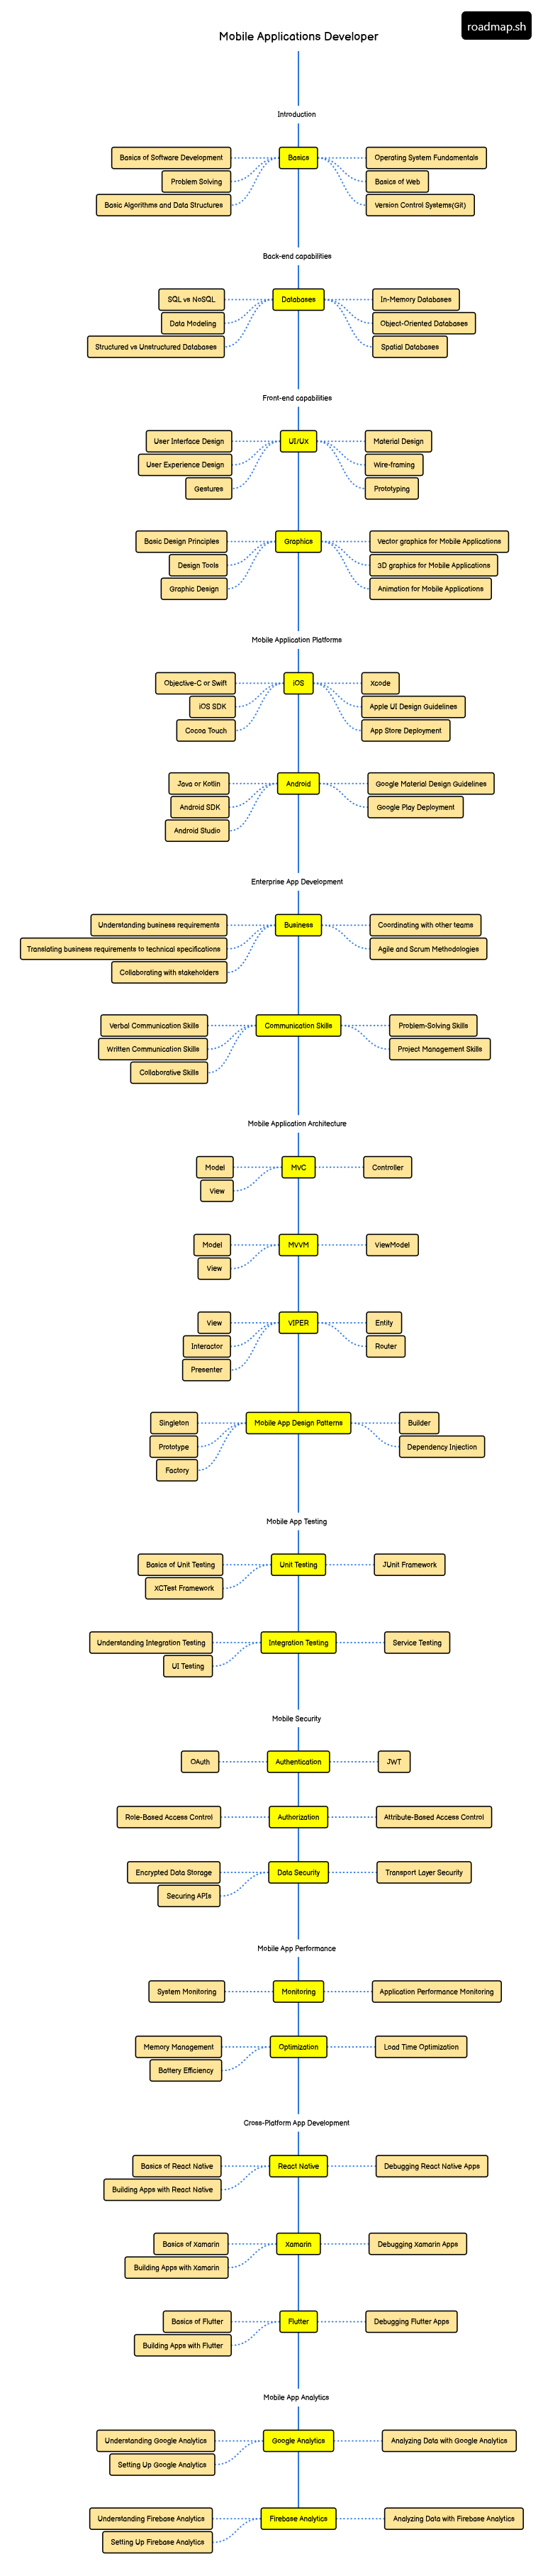 roadmap.sh
Mobile Applications Developer
Introduction
Basics of Software Development
Basics
Operating System Fundamentals
Problem Solving
Basics of Web
Basic Algorithms and Data Structures
Version Control Systems(Git)
Back-end capabilities
SQL vs NoSQL
Databases
In-Memory Databases
Data Modeling
Object-Oriented Databases
Structured vs Unstructured Databases
Spatial Databases
Front-end capabilities
User Interface Design
UI/UX
Material Design
User Experience Design
Wire-framing
Gestures
Prototyping
Basic Design Principles
Graphics
Vector graphics for Mobile Applications
Design Tools
3D graphics for Mobile Applications
Graphic Design
Animation for Mobile Applications
Mobile Application Platforms
Objective-C or Swift
iOS
Xcode
iOS SDK
Apple UI Design Guidelines
Cocoa Touch
App Store Deployment
Java or Kotlin
Android
Google Material Design Guidelines
Android SDK
Google Play Deployment
Android Studio
Enterprise App Development
Understanding business requirements
Business
Coordinating with other teams
Translating business requirements to technical specifications
Agile and Scrum Methodologies
Collaborating with stakeholders
Verbal Communication Skills
Communication Skills
Problem-Solving Skills
Written Communication Skills
Project Management Skills
Collaborative Skills
Mobile Application Architecture
Model
MVC
Controller
View
Model
MVVM
ViewModel
View
View
VIPER
Entity
Interactor
Router
Presenter
Singleton
Mobile App Design Patterns
Builder
Prototype
Dependency Injection
Factory
Mobile App Testing
Basics of Unit Testing
Unit Testing
JUnit Framework
XCTest Framework
Understanding Integration Testing
Integration Testing
Service Testing
UI Testing
Mobile Security
OAuth
Authentication
JWT
Role-Based Access Control
Authorization
Attribute-Based Access Control
Encrypted Data Storage
Data Security
Transport Layer Security
Securing APIs
Mobile App Performance
System Monitoring
Monitoring
Application Performance Monitoring
Memory Management
Optimization
Load Time Optimization
Battery Efficiency
Cross-Platform App Development
Basics of React Native
React Native
Debugging React Native Apps
Building Apps with React Native
Basics of Xamarin
Xamarin
Debugging Xamarin Apps
Building Apps with Xamarin
Basics of Flutter
Flutter
Debugging Flutter Apps
Building Apps with Flutter
Mobile App Analytics
Understanding Google Analytics
Google Analytics
Analyzing Data with Google Analytics
Setting Up Google Analytics
Understanding Firebase Analytics
Firebase Analytics
Analyzing Data with Firebase Analytics
Setting Up Firebase Analytics